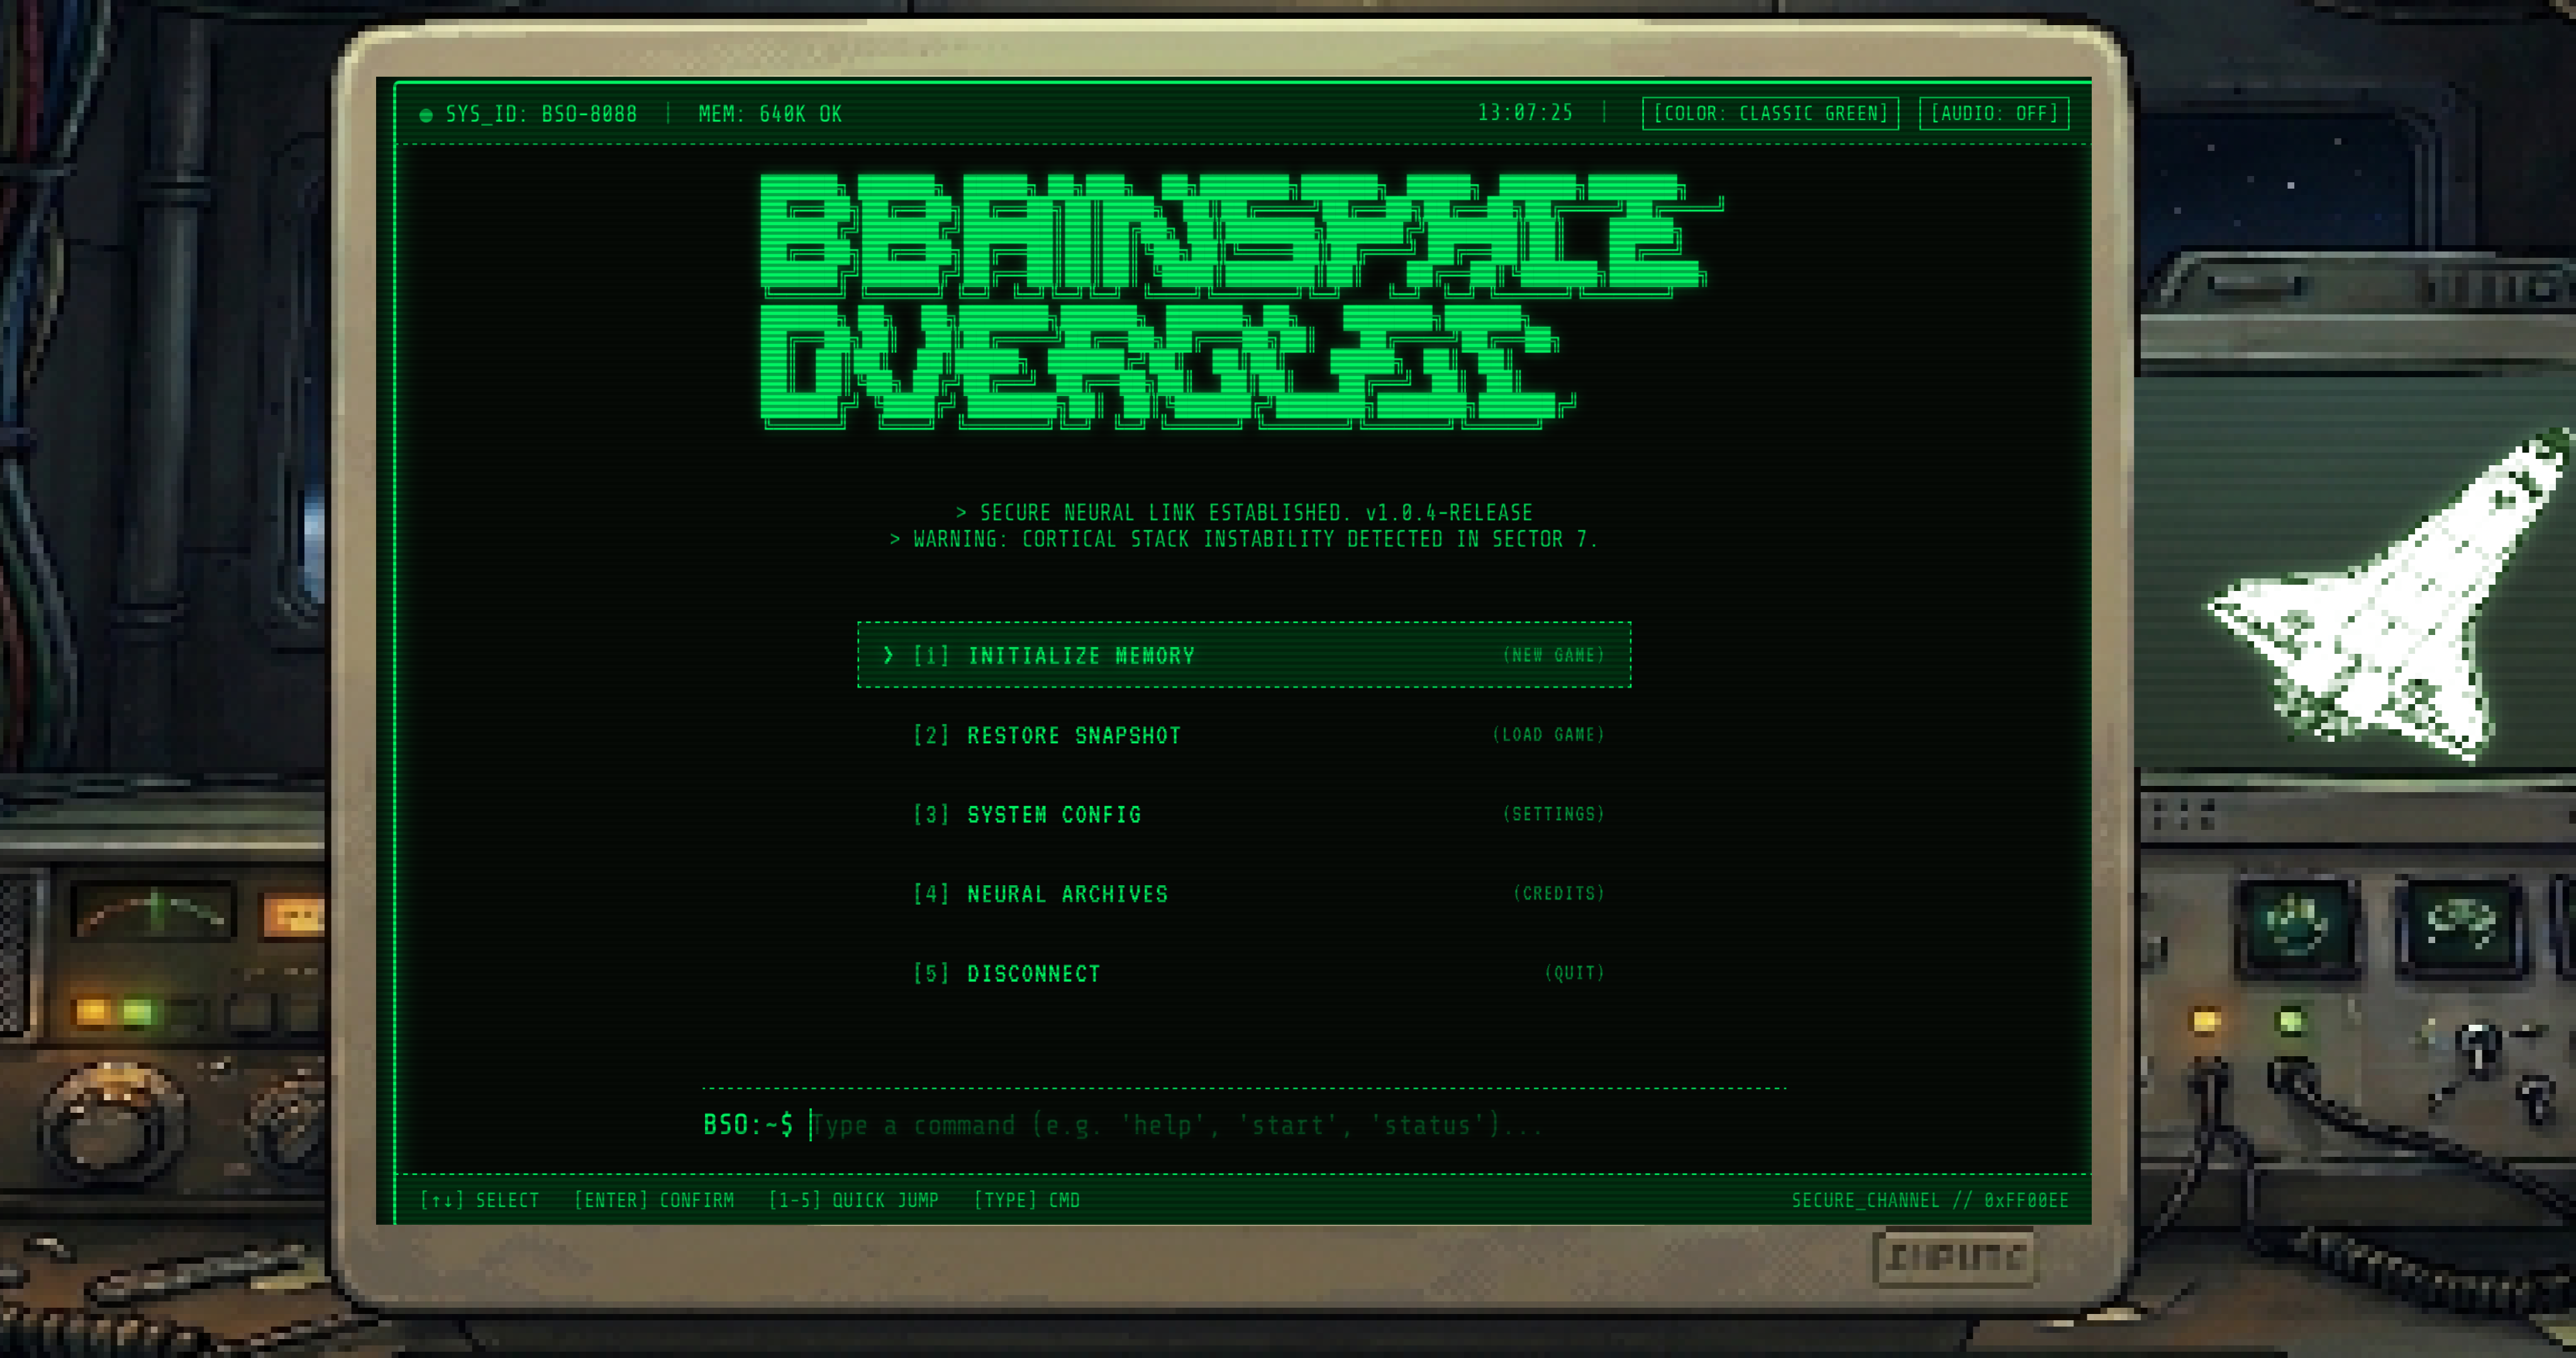 SYS_ID: BSO-8088 | MEM: 640K OK
13:07:25 | [COLOR: CLASSIC GREEN] [AUDIO: OFF]
> SECURE NEURAL LINK ESTABLISHED. v1.0.4-RELEASE
> WARNING: CORTICAL STACK INSTABILITY DETECTED IN SECTOR 7.
❯ [1] INITIALIZE MEMORY (NEW GAME)
[2] RESTORE SNAPSHOT (LOAD GAME)
[3] SYSTEM CONFIG (SETTINGS)
[4] NEURAL ARCHIVES (CREDITS)
[5] DISCONNECT (QUIT)
BSO:~$ Type a command (e.g. 'help', 'start', 'status')...
[↑↓] SELECT [ENTER] CONFIRM [1-5] QUICK JUMP [TYPE] CMD
SECURE_CHANNEL // 0xFF00EE